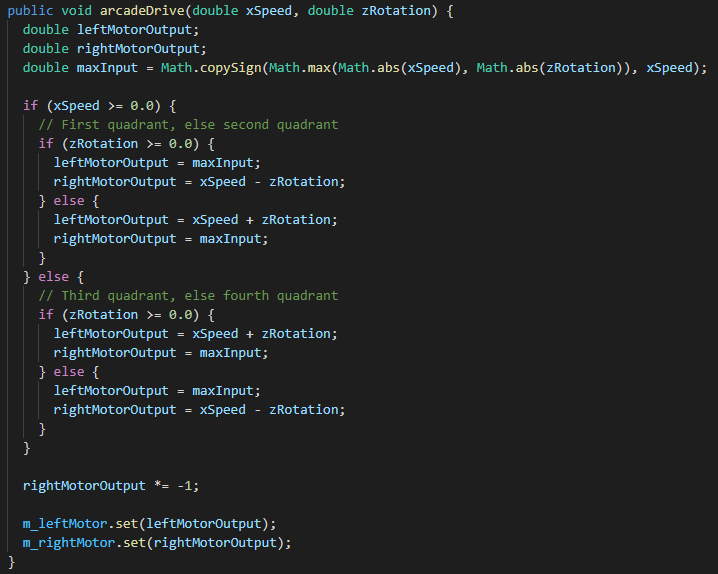 public void arcadeDrive(double xSpeed, double zRotation) {
  double leftMotorOutput;
  double rightMotorOutput;
  double maxInput = Math.copySign(Math.max(Math.abs(xSpeed), Math.abs(zRotation)), xSpeed);

  if (xSpeed >= 0.0) {
    // First quadrant, else second quadrant
    if (zRotation >= 0.0) {
      leftMotorOutput = maxInput;
      rightMotorOutput = xSpeed - zRotation;
    } else {
      leftMotorOutput = xSpeed + zRotation;
      rightMotorOutput = maxInput;
    }
  } else {
    // Third quadrant, else fourth quadrant
    if (zRotation >= 0.0) {
      leftMotorOutput = xSpeed + zRotation;
      rightMotorOutput = maxInput;
    } else {
      leftMotorOutput = maxInput;
      rightMotorOutput = xSpeed - zRotation;
    }
  }

  rightMotorOutput *= -1;

  m_leftMotor.set(leftMotorOutput);
  m_rightMotor.set(rightMotorOutput);
}